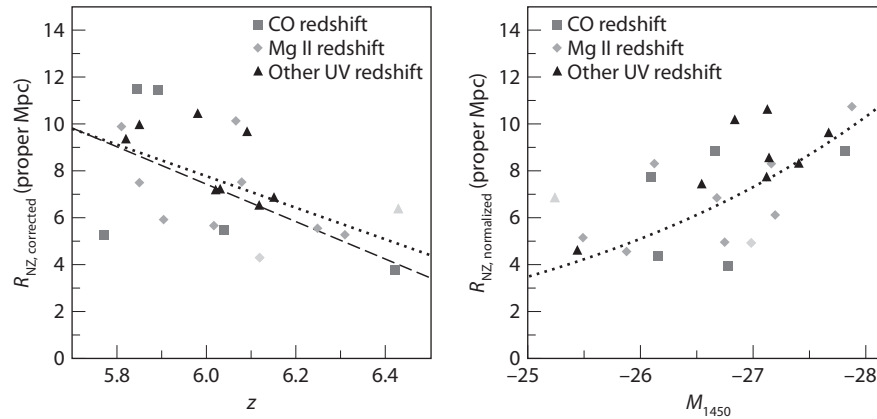 14
12
10
8
6
4
2
0
R_NZ, corrected (proper Mpc)
CO redshift
Mg II redshift
Other UV redshift
5.8 6.0 6.2 6.4
z
14
12
10
8
6
4
2
0
R_NZ, normalized (proper Mpc)
CO redshift
Mg II redshift
Other UV redshift
–25 –26 –27 –28
M_1450